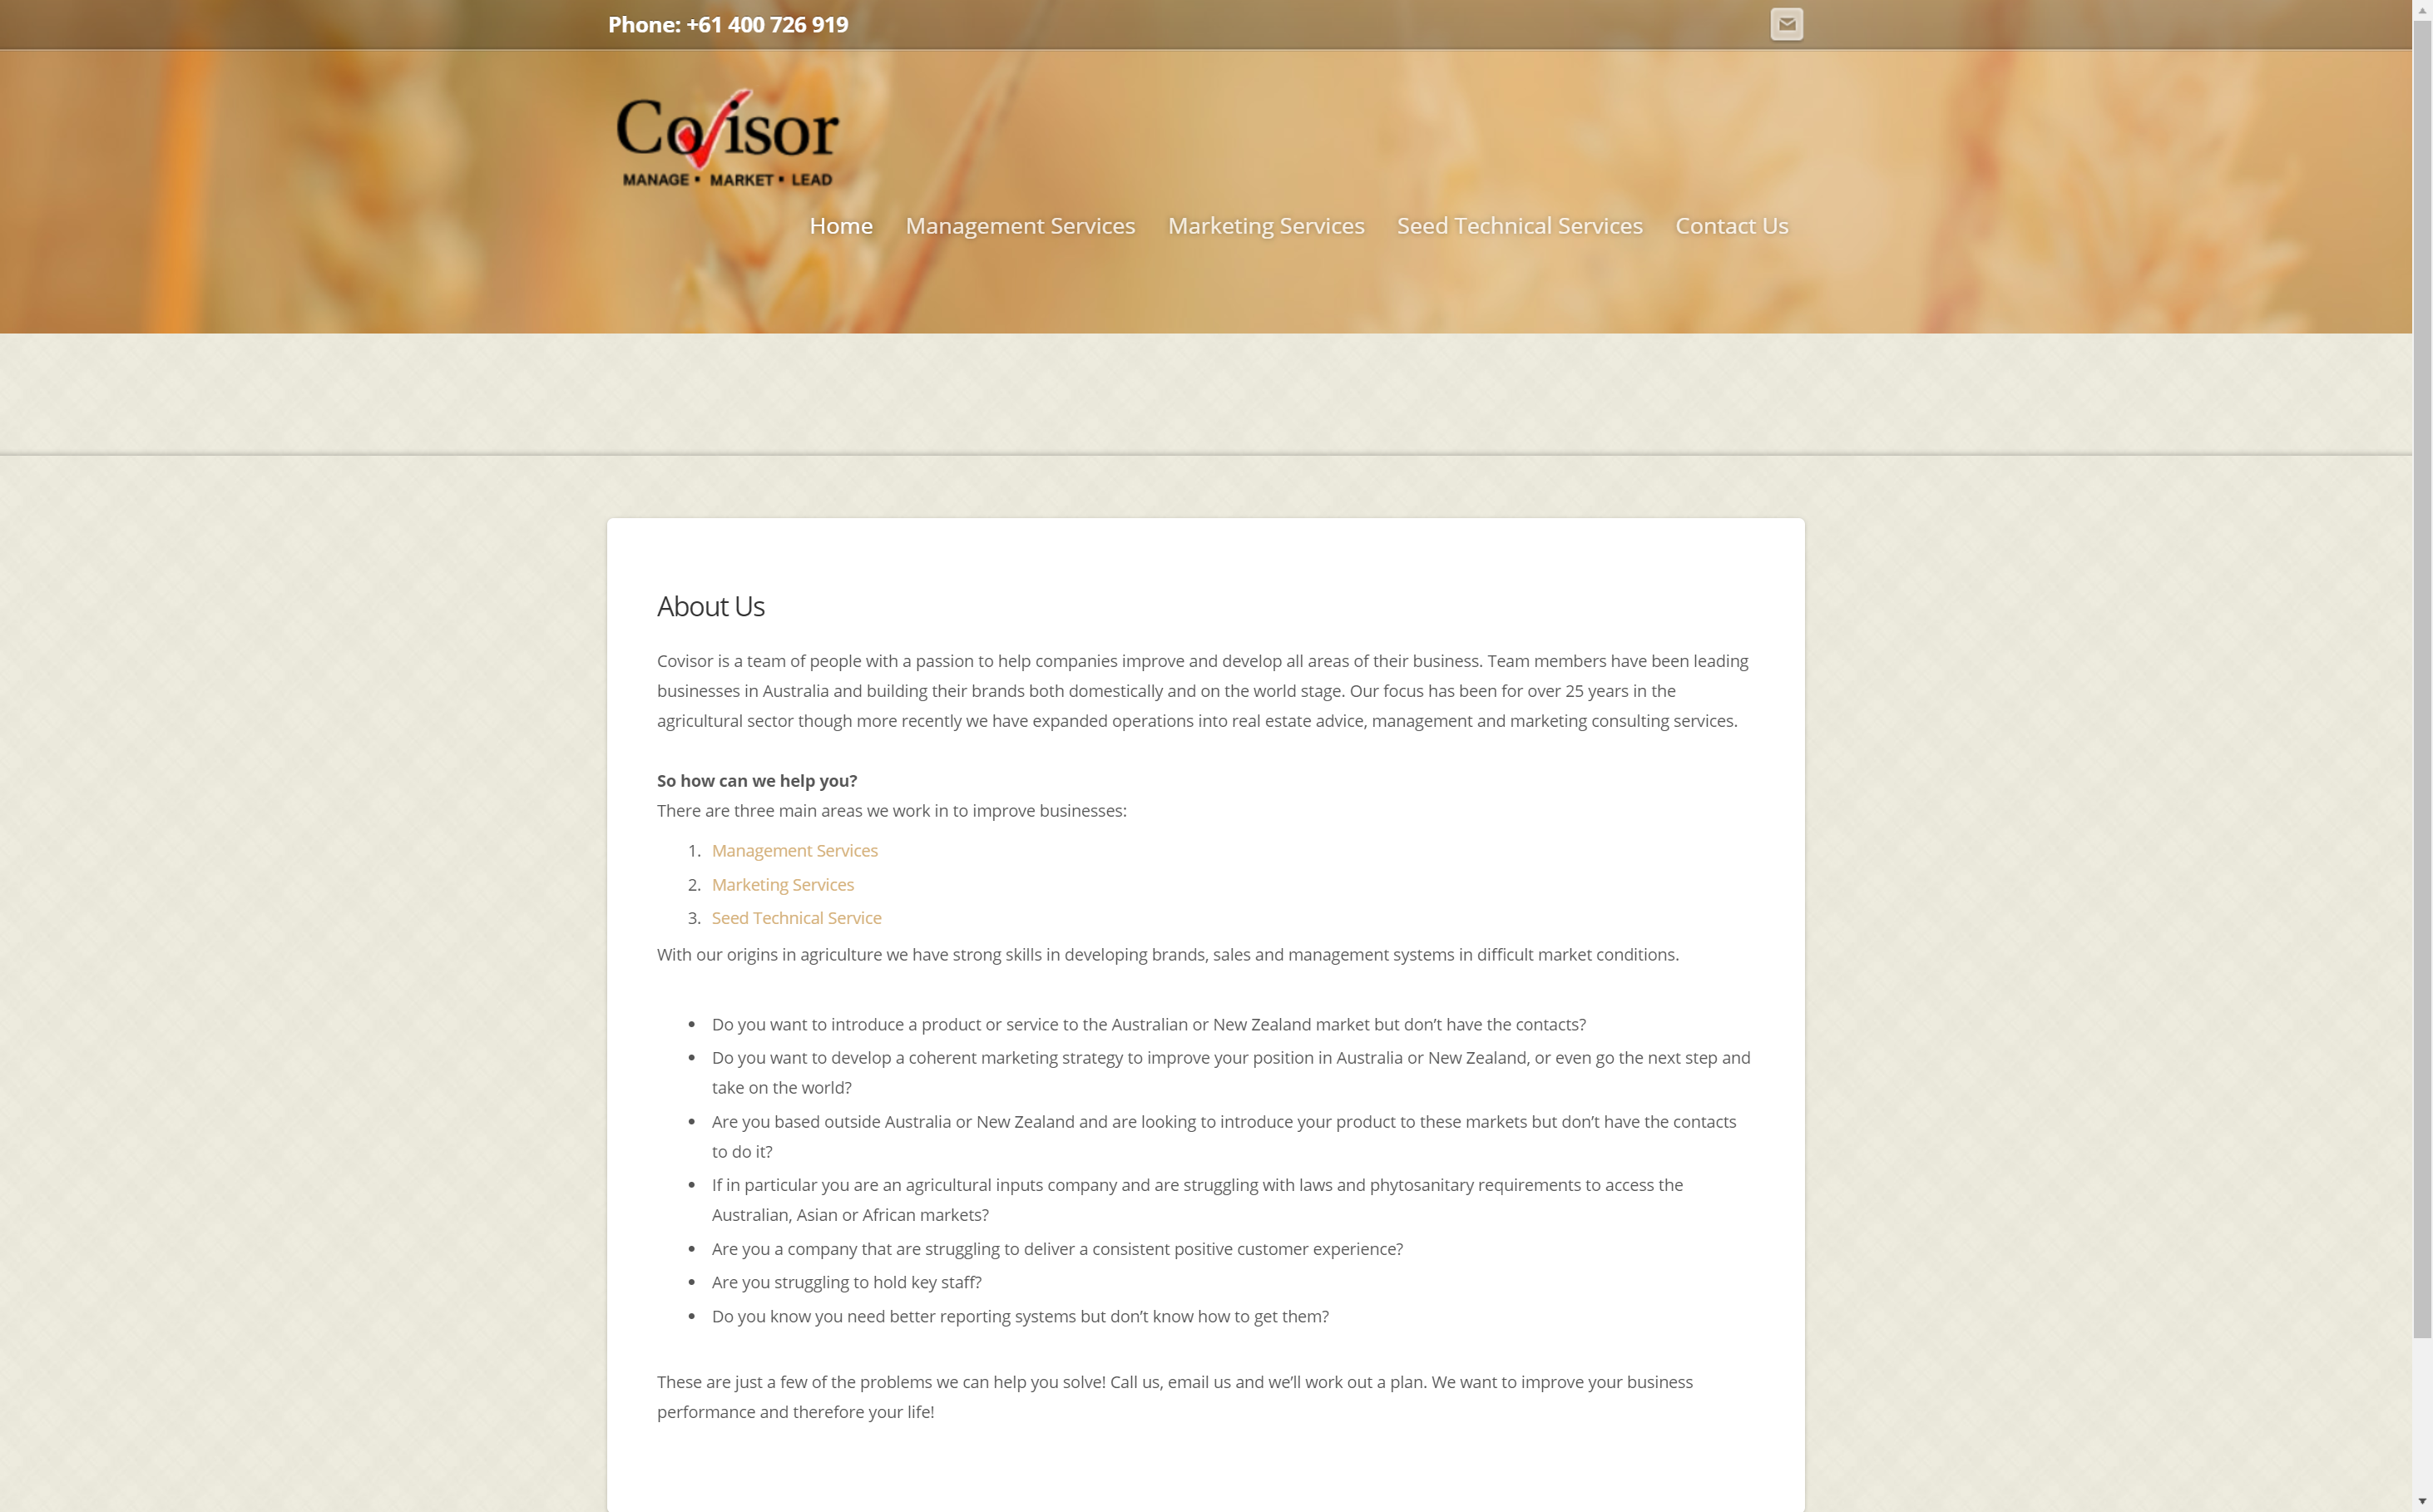 Phone: +61 400 726 919
Covisor
MANAGE ▪ MARKET ▪ LEAD
Home Management Services Marketing Services Seed Technical Services Contact Us
About Us
Covisor is a team of people with a passion to help companies improve and develop all areas of their business. Team members have been leading
businesses in Australia and building their brands both domestically and on the world stage. Our focus has been for over 25 years in the
agricultural sector though more recently we have expanded operations into real estate advice, management and marketing consulting services.
So how can we help you?
There are three main areas we work in to improve businesses:
1. Management Services
2. Marketing Services
3. Seed Technical Service
With our origins in agriculture we have strong skills in developing brands, sales and management systems in difficult market conditions.
• Do you want to introduce a product or service to the Australian or New Zealand market but don’t have the contacts?
• Do you want to develop a coherent marketing strategy to improve your position in Australia or New Zealand, or even go the next step and
take on the world?
• Are you based outside Australia or New Zealand and are looking to introduce your product to these markets but don’t have the contacts
to do it?
• If in particular you are an agricultural inputs company and are struggling with laws and phytosanitary requirements to access the
Australian, Asian or African markets?
• Are you a company that are struggling to deliver a consistent positive customer experience?
• Are you struggling to hold key staff?
• Do you know you need better reporting systems but don’t know how to get them?
These are just a few of the problems we can help you solve! Call us, email us and we’ll work out a plan. We want to improve your business
performance and therefore your life!